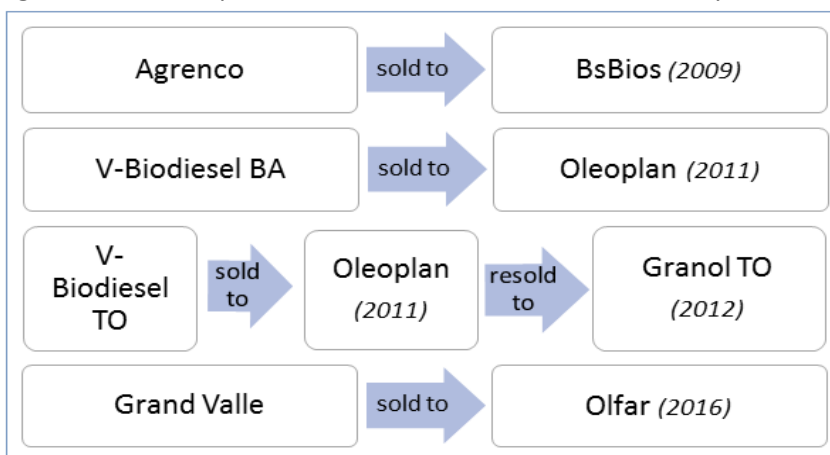 Agrenco sold to BsBios (2009)
V-Biodiesel BA sold to Oleoplan (2011)
V-
Biodiesel
TO
sold
to
Oleoplan
(2011)
resold
to
Granol TO
(2012)
Grand Valle sold to Olfar (2016)